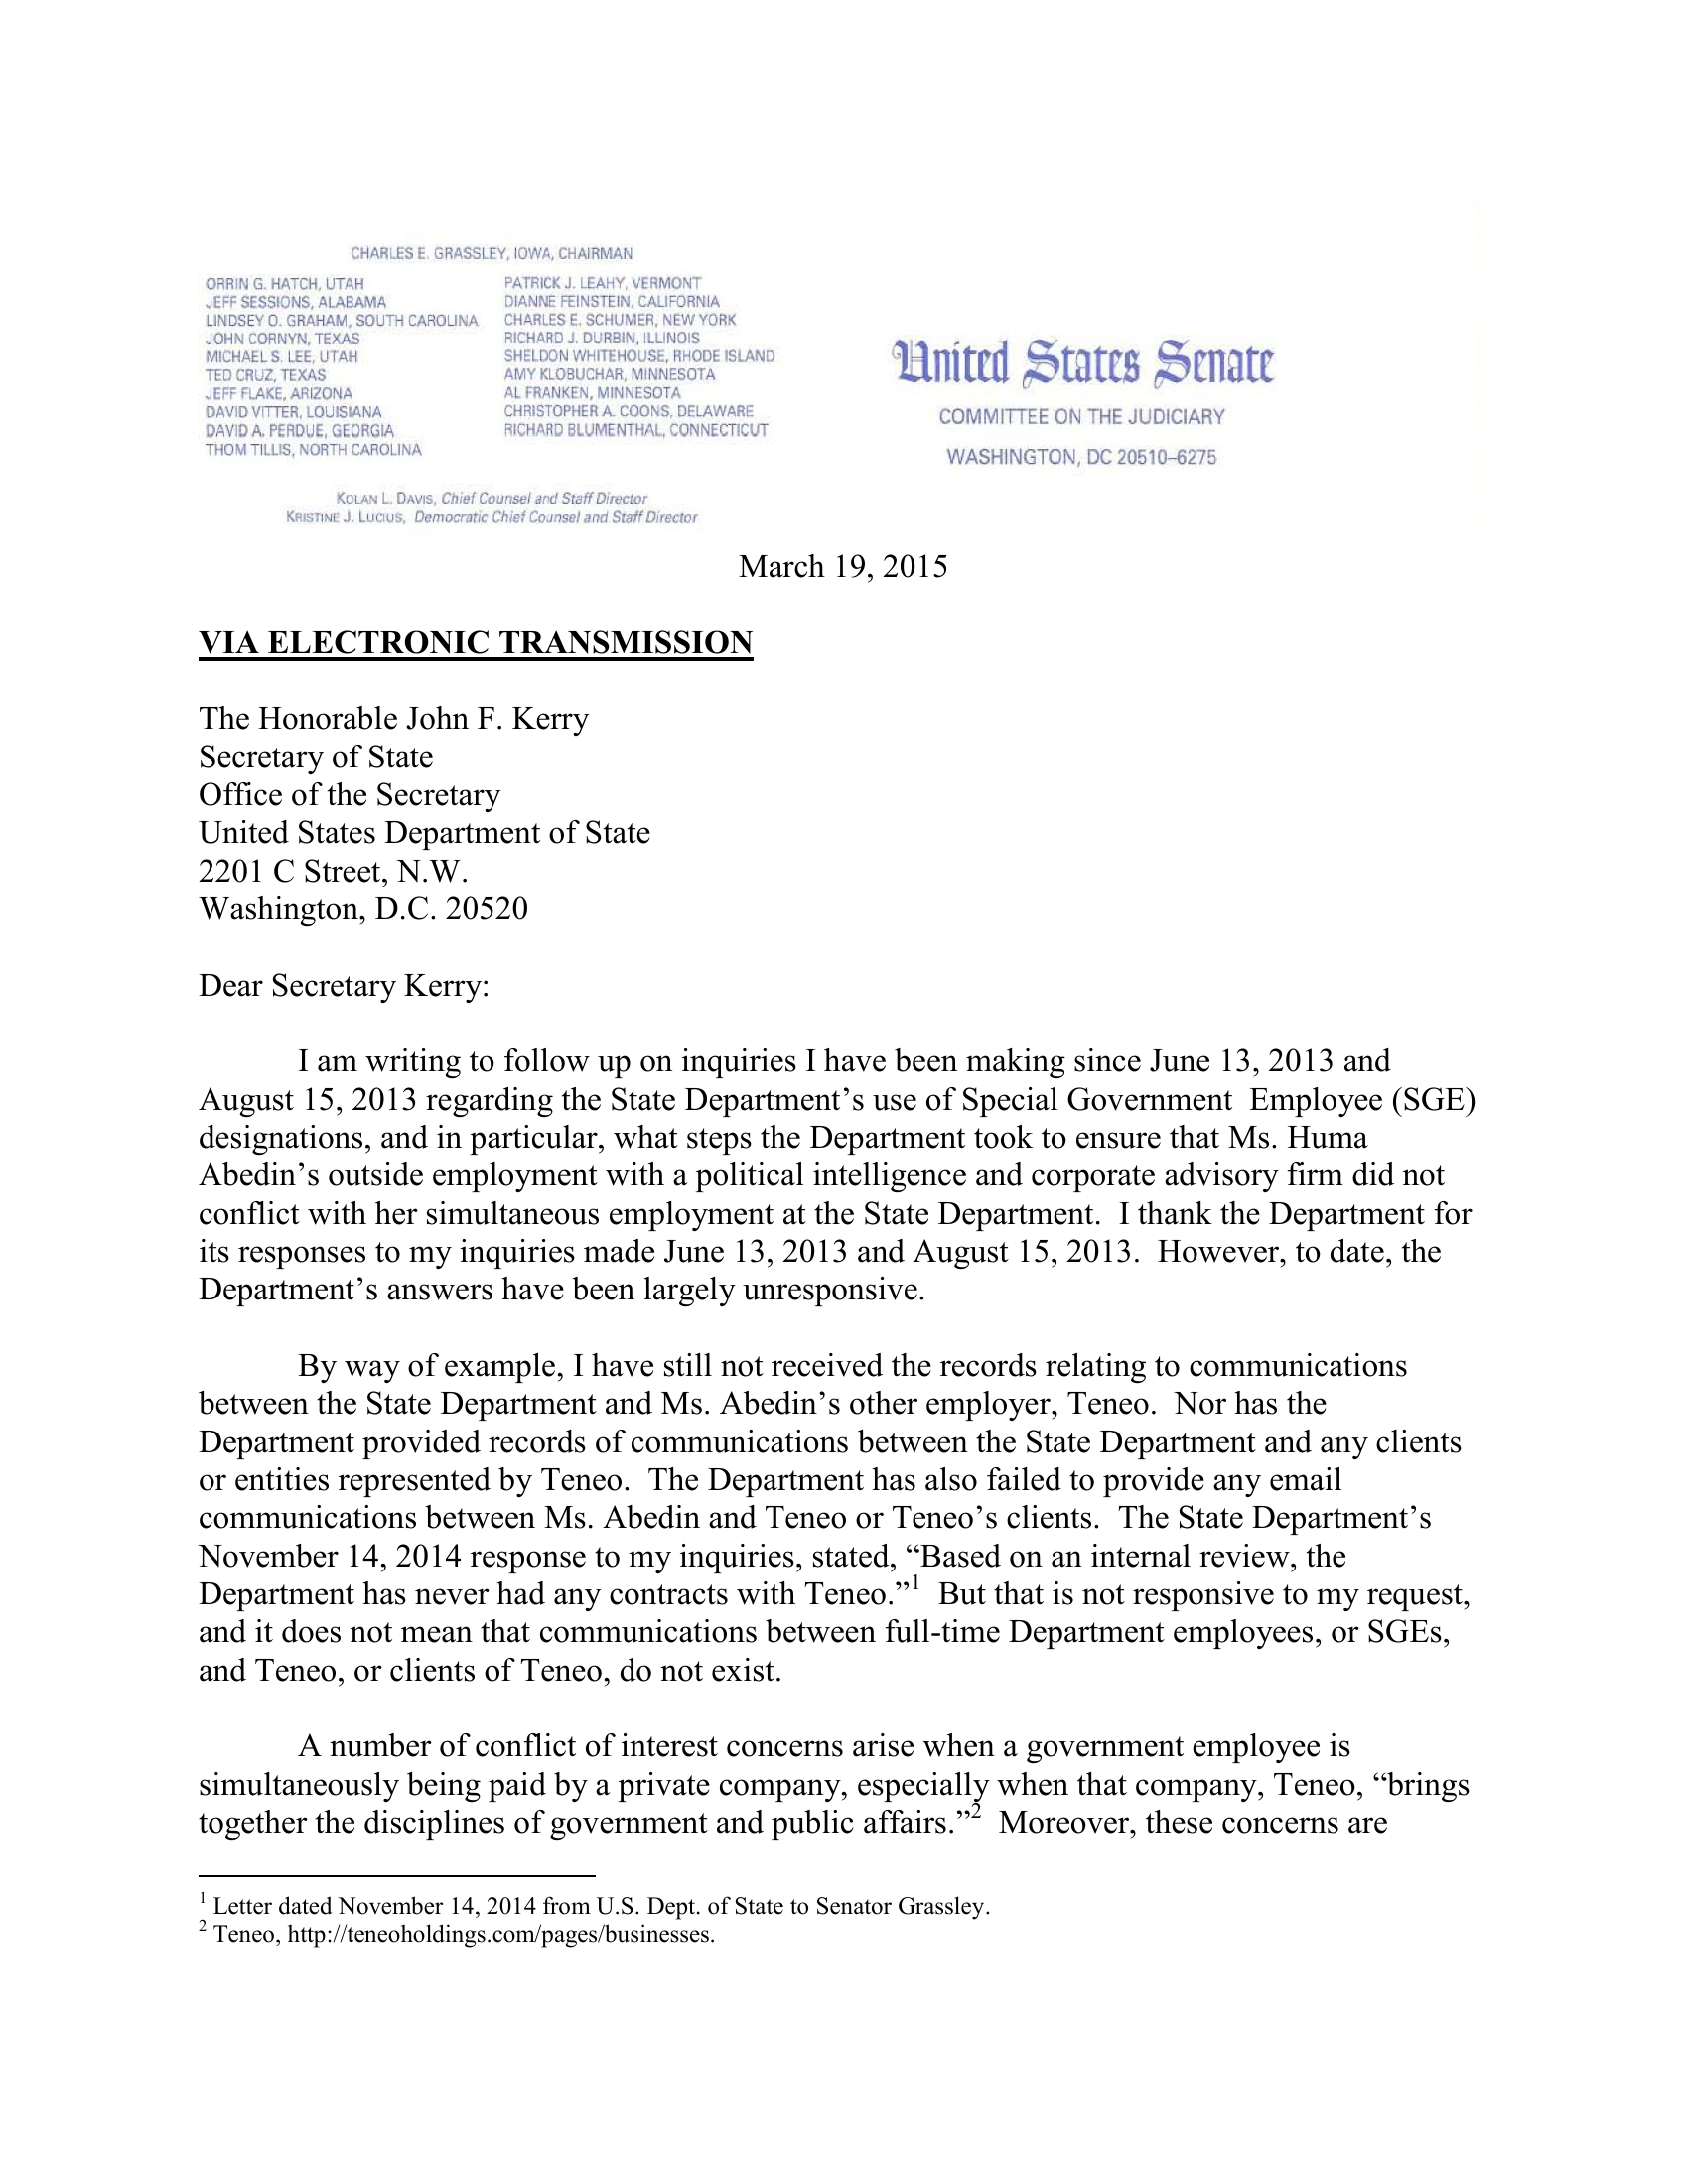 CHARLES E. GRASSLEY, IOWA, CHAIRMAN
ORRIN G. HATCH, UTAH
JEFF SESSIONS, ALABAMA
LINDSEY O. GRAHAM, SOUTH CAROLINA
JOHN CORNYN, TEXAS
MICHAEL S. LEE, UTAH
TED CRUZ, TEXAS
JEFF FLAKE, ARIZONA
DAVID VITTER, LOUISIANA
DAVID A. PERDUE, GEORGIA
THOM TILLIS, NORTH CAROLINA
PATRICK J. LEAHY, VERMONT
DIANNE FEINSTEIN, CALIFORNIA
CHARLES E. SCHUMER, NEW YORK
RICHARD J. DURBIN, ILLINOIS
SHELDON WHITEHOUSE, RHODE ISLAND
AMY KLOBUCHAR, MINNESOTA
AL FRANKEN, MINNESOTA
CHRISTOPHER A. COONS, DELAWARE
RICHARD BLUMENTHAL, CONNECTICUT
KOLAN L. DAVIS, Chief Counsel and Staff Director
KRISTINE J. LUCIUS, Democratic Chief Counsel and Staff Director
United States Senate
COMMITTEE ON THE JUDICIARY
WASHINGTON, DC 20510–6275
March 19, 2015
VIA ELECTRONIC TRANSMISSION
The Honorable John F. Kerry
Secretary of State
Office of the Secretary
United States Department of State
2201 C Street, N.W.
Washington, D.C. 20520
Dear Secretary Kerry:
I am writing to follow up on inquiries I have been making since June 13, 2013 and
August 15, 2013 regarding the State Department’s use of Special Government Employee (SGE)
designations, and in particular, what steps the Department took to ensure that Ms. Huma
Abedin’s outside employment with a political intelligence and corporate advisory firm did not
conflict with her simultaneous employment at the State Department. I thank the Department for
its responses to my inquiries made June 13, 2013 and August 15, 2013. However, to date, the
Department’s answers have been largely unresponsive.
By way of example, I have still not received the records relating to communications
between the State Department and Ms. Abedin’s other employer, Teneo. Nor has the
Department provided records of communications between the State Department and any clients
or entities represented by Teneo. The Department has also failed to provide any email
communications between Ms. Abedin and Teneo or Teneo’s clients. The State Department’s
November 14, 2014 response to my inquiries, stated, “Based on an internal review, the
Department has never had any contracts with Teneo.”1 But that is not responsive to my request,
and it does not mean that communications between full-time Department employees, or SGEs,
and Teneo, or clients of Teneo, do not exist.
A number of conflict of interest concerns arise when a government employee is
simultaneously being paid by a private company, especially when that company, Teneo, “brings
together the disciplines of government and public affairs.”2 Moreover, these concerns are
1 Letter dated November 14, 2014 from U.S. Dept. of State to Senator Grassley.
2 Teneo, http://teneoholdings.com/pages/businesses.